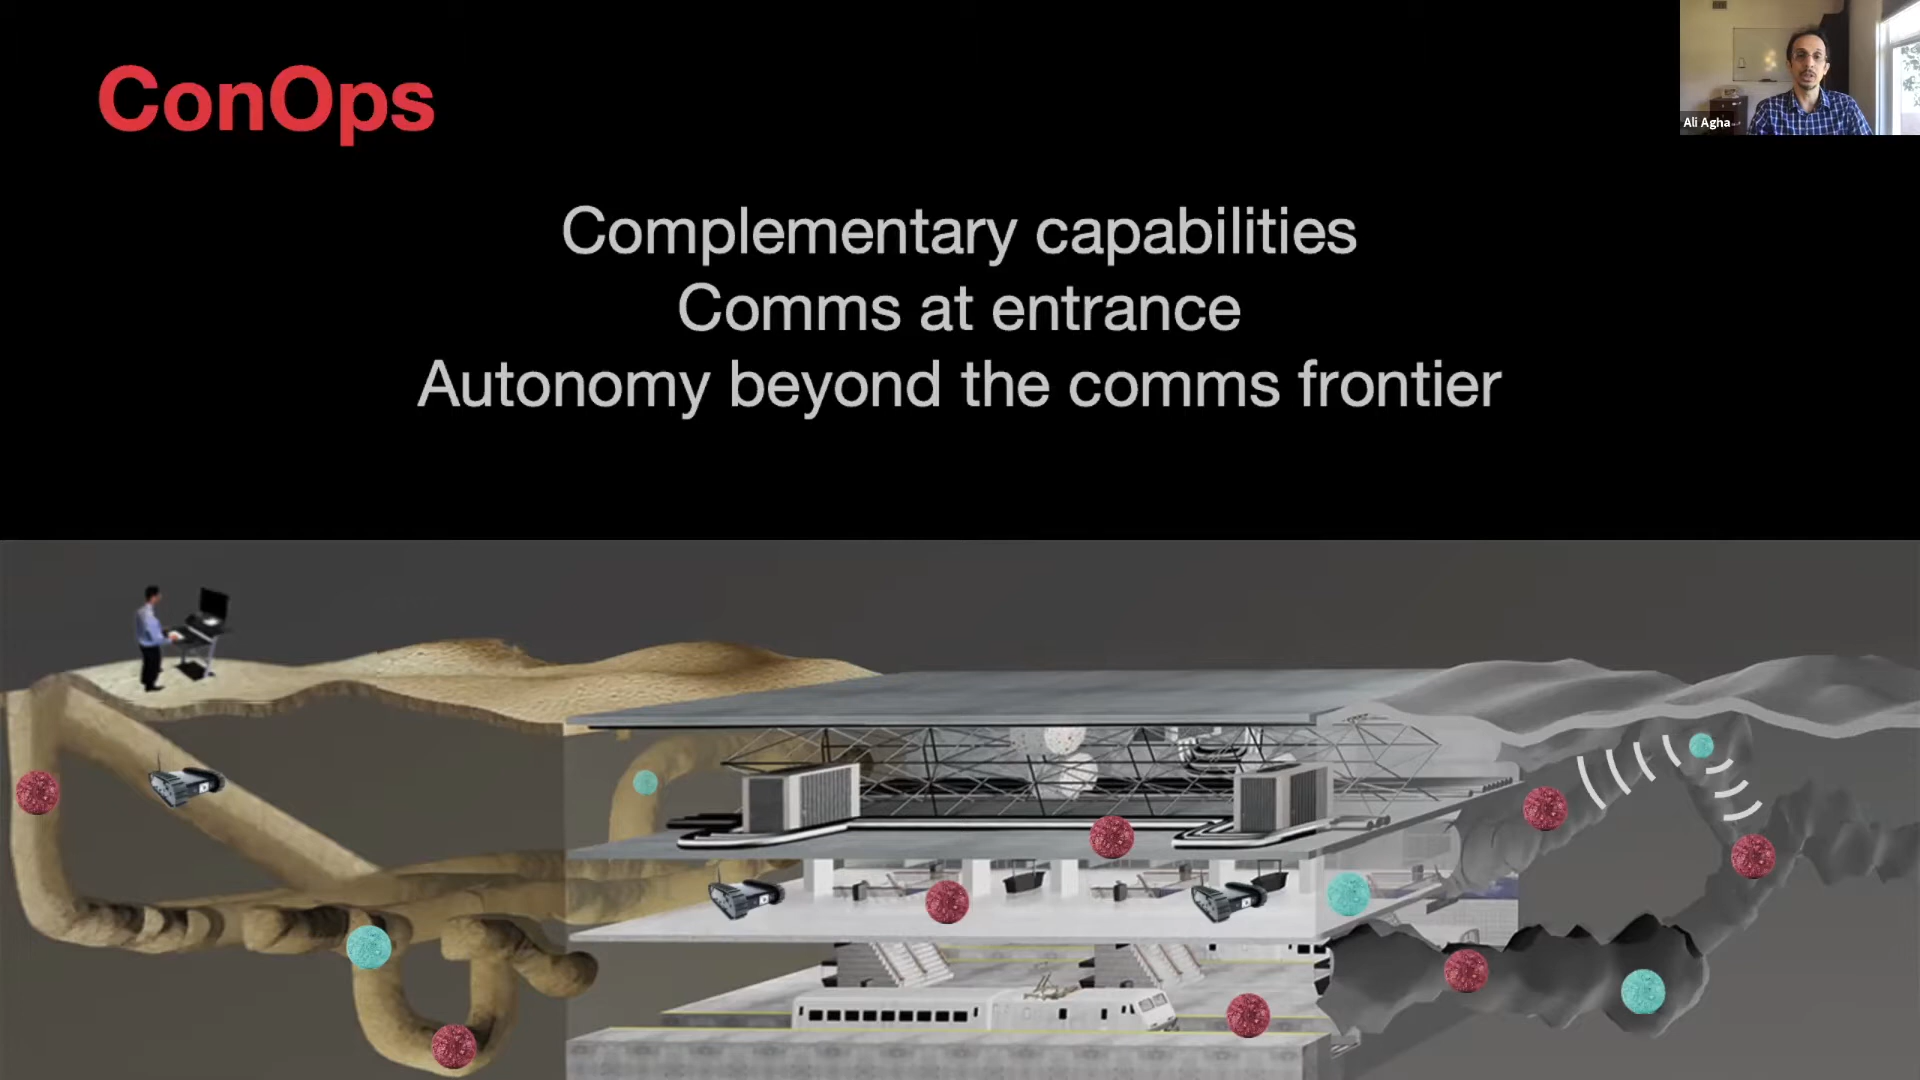 ConOps
Ali Agha
Complementary capabilities
Comms at entrance
Autonomy beyond the comms frontier